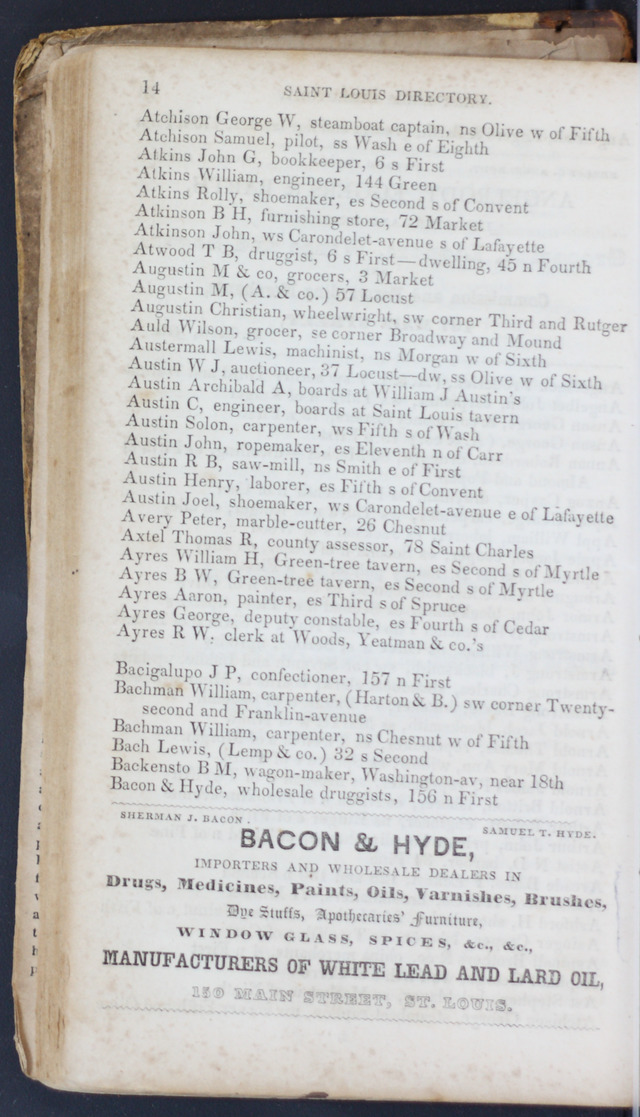 14 SAINT LOUIS DIRECTORY.
Atchison George W, steamboat captain, ns Olive w of Fifth
Atchison Samuel, pilot, ss Wash e of Eighth
Atkins John G, bookkeeper, 6 s First
Atkins William, engineer, 144 Green
Atkins Rolly, shoemaker, es Second s of Convent
Atkinson B H, furnishing store, 72 Market
Atkinson John, ws Carondelet-avenue s of Lafayette
Atwood T B, druggist, 6 s First—dwelling, 45 n Fourth
Augustin M & co, grocers, 3 Market
Augustin M, (A. & co.) 57 Locust
Augustin Christian, wheelwright, sw corner Third and Rutger
Auld Wilson, grocer, se corner Broadway and Mound
Austermall Lewis, machinist, ns Morgan w of Sixth
Austin W J, auctioneer, 37 Locust—dw, ss Olive w of Sixth
Austin Archibald A, boards at William J Austin's
Austin C, engineer, boards at Saint Louis tavern
Austin Solon, carpenter, ws Fifth s of Wash
Austin John, ropemaker, es Eleventh n of Carr
Austin R B, saw-mill, ns Smith e of First
Austin Henry, laborer, es Fifth s of Convent
Austin Joel, shoemaker, ws Carondelet-avenue e of Lafayette
Avery Peter, marble-cutter, 26 Chesnut
Axtel Thomas R, county assessor, 78 Saint Charles
Ayres William H, Green-tree tavern, es Second s of Myrtle
Ayres B W, Green-tree tavern, es Second s of Myrtle
Ayres Aaron, painter, es Third s of Spruce
Ayres George, deputy constable, es Fourth s of Cedar
Ayres R W. clerk at Woods, Yeatman & co.'s
Bacigalupo J P, confectioner, 157 n First
Bachman William, carpenter, (Harton & B.) sw corner Twenty-
second and Franklin-avenue
Bachman William, carpenter, ns Chesnut w of Fifth
Bach Lewis, (Lemp & co.) 32 s Second
Backensto B M, wagon-maker, Washington-av, near 18th
Bacon & Hyde, wholesale druggists, 156 n First
SHERMAN J. BACON. SAMUEL T. HYDE.
BACON & HYDE,
IMPORTERS AND WHOLESALE DEALERS IN
Drugs, Medicines, Paints, Oils, Varnishes, Brushes,
Dye Stuffs, Apothecaries' Furniture,
WINDOW GLASS, SPICES, &c., &c.,
MANUFACTURERS OF WHITE LEAD AND LARD OIL,
150 MAIN STREET, ST. LOUIS.